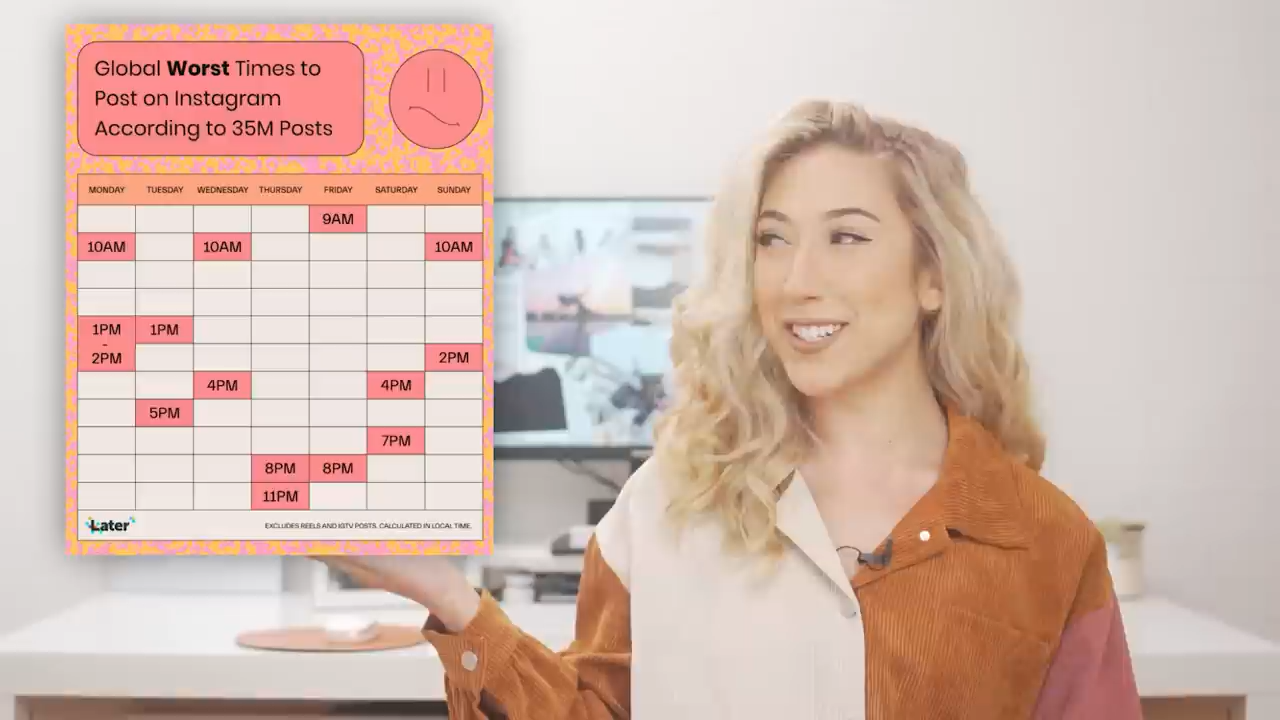 Global Worst Times to
Post on Instagram
According to 35M Posts
MONDAY TUESDAY WEDNESDAY THURSDAY FRIDAY SATURDAY SUNDAY
9AM
10AM 10AM 10AM
1PM 1PM
-
2PM 2PM
4PM 4PM
5PM
7PM
8PM 8PM
11PM
Later EXCLUDES REELS AND IGTV POSTS. CALCULATED IN LOCAL TIME.